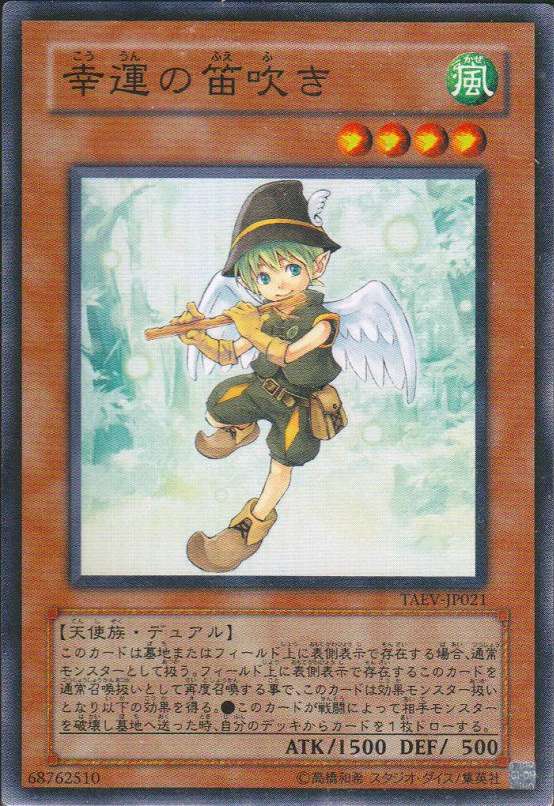 幸運の笛吹き
風
TAEV-JP021
【天使族・デュアル】
このカードは墓地またはフィールド上に表側表示で存在する場合、通常
モンスターとして扱う。フィールド上に表側表示で存在するこのカードを
通常召喚扱いとして再度召喚する事で、このカードは効果モンスター扱い
となり以下の効果を得る。●このカードが戦闘によって相手モンスター
を破壊し墓地へ送った時、自分のデッキからカードを1枚ドローする。
ATK/1500 DEF/ 500
68762510
©高橋和希 スタジオ・ダイス/集英社